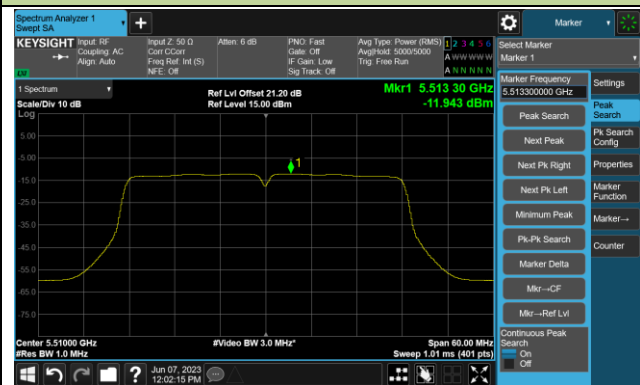 Spectrum Analyzer 1
Swept SA
KEYSIGHT
Input: RF
Coupling: AC
Align: Auto
Input Z: 50 Ω
Corr CCorr
Freq Ref: Int (S)
NFE: Off
Atten: 6 dB
PNO: Fast
Gate: Off
IF Gain: Low
Sig Track: Off
Avg Type: Power (RMS)
Avg|Hold: 5000/5000
Trig: Free Run
1 2 3 4 5 6
A W W W W W
A N N N N N
1 Spectrum
Scale/Div 10 dB
Log
Ref Lvl Offset 21.20 dB
Ref Level 15.00 dBm
Mkr1 5.513 30 GHz
-11.943 dBm
5.00
-5.00
-15.0
-25.0
-35.0
-45.0
-55.0
-65.0
-75.0
1
Center 5.51000 GHz
#Res BW 1.0 MHz
#Video BW 3.0 MHz*
Span 60.00 MHz
Sweep 1.01 ms (401 pts)
Jun 07, 2023
12:02:15 PM
Marker
Select Marker
Marker 1
Marker Frequency
5.513300000 GHz
Peak Search
Next Peak
Next Pk Right
Next Pk Left
Minimum Peak
Pk-Pk Search
Marker Delta
Mkr→CF
Mkr→Ref Lvl
Continuous Peak
Search
On
Off
Settings
Peak
Search
Pk Search
Config
Properties
Marker
Function
Marker→
Counter